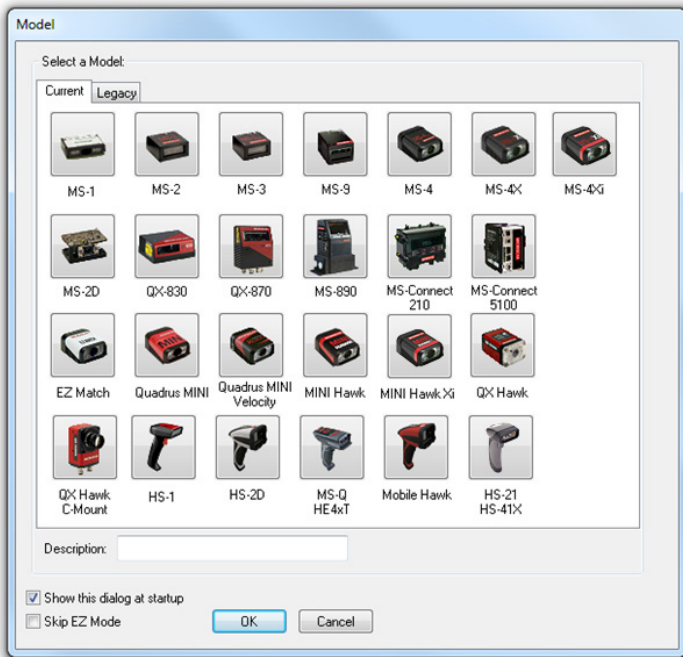 Model
Select a Model:
Current Legacy
MS-1 MS-2 MS-3 MS-9 MS-4 MS-4X MS-4Xi
MS-2D QX-830 QX-870 MS-890 MS-Connect 210 MS-Connect 5100
EZ Match Quadrus MINI Quadrus MINI Velocity MINI Hawk MINI Hawk Xi QX Hawk
QX Hawk C-Mount HS-1 HS-2D MS-Q HE4xT Mobile Hawk HS-21 HS-41X
Description:
Show this dialog at startup
Skip EZ Mode OK Cancel